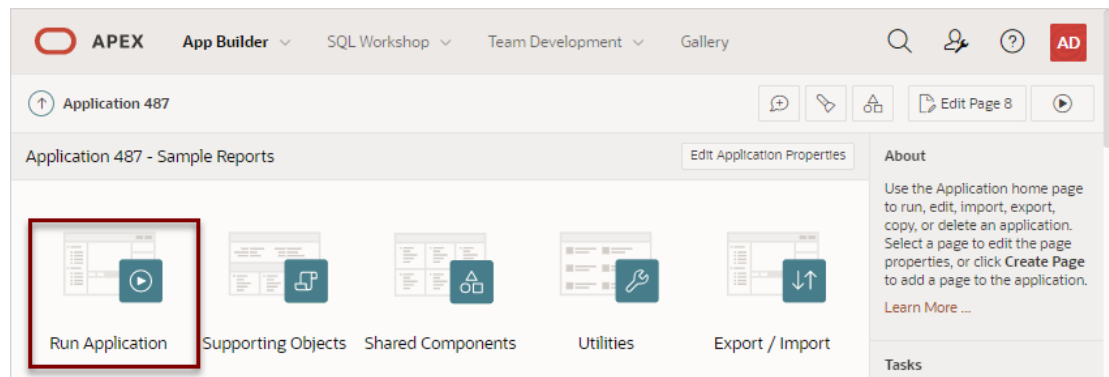 APEX App Builder SQL Workshop Team Development Gallery AD
Application 487 Edit Page 8
Application 487 - Sample Reports Edit Application Properties
About
Use the Application home page
to run, edit, import, export,
copy, or delete an application.
Select a page to edit the page
properties, or click Create Page
to add a page to the application.
Learn More ...
Run Application Supporting Objects Shared Components Utilities Export / Import
Tasks